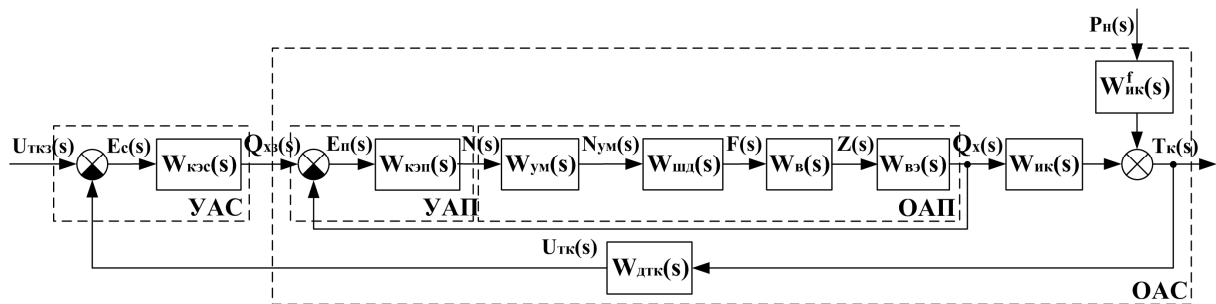 Pн(s)
Wᶠик(s)
Uткз(s)
Eс(s)
Wкэс(s)
Qхз(s)
Eп(s)
Wкэп(s)
N(s)
Wум(s)
Nум(s)
Wшд(s)
F(s)
Wв(s)
Z(s)
Wвэ(s)
Qх(s)
Wик(s)
Tк(s)
УАС
УАП
ОАП
Uтк(s)
Wдтк(s)
ОАС